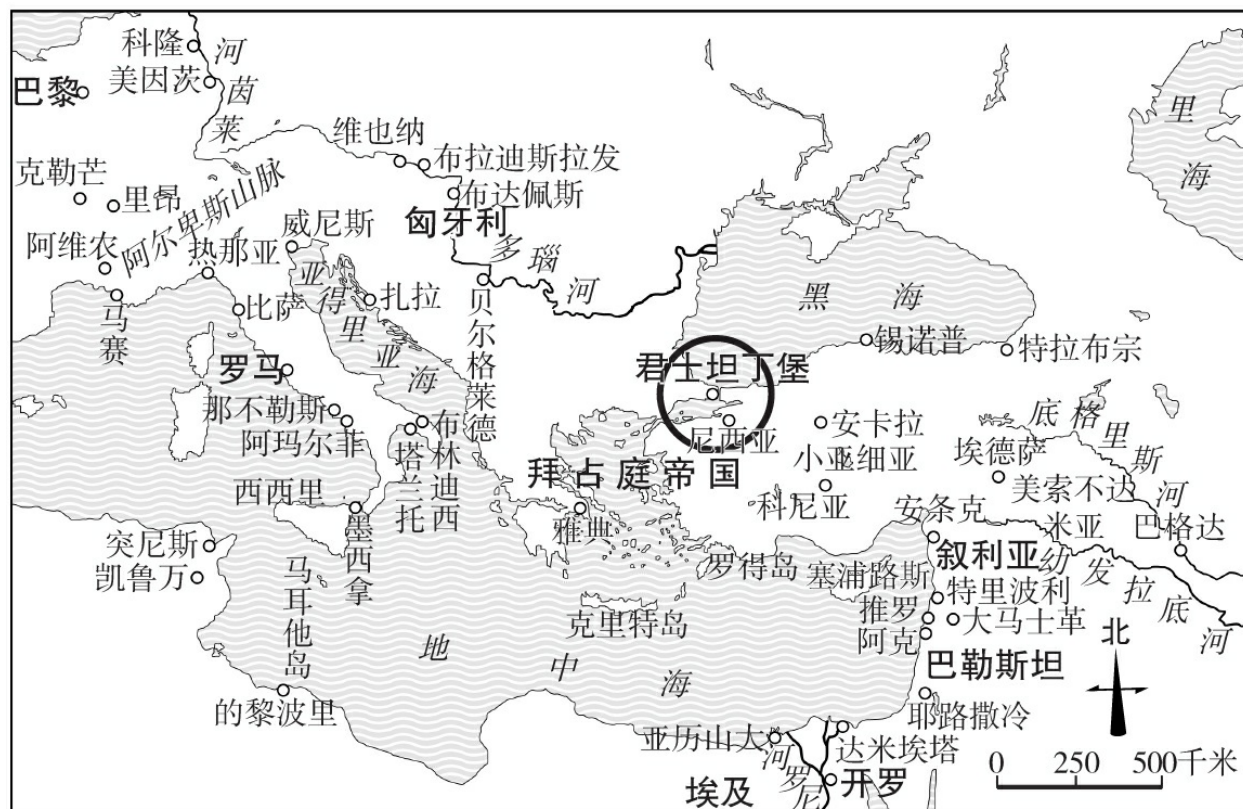 科隆
河
莱茵
美因茨
巴黎
里
海
维也纳
布拉迪斯拉发
克勒芒
里昂
阿尔卑斯山脉
布达佩斯
匈牙利
威尼斯
阿维农
热那亚
多瑙河
亚得里亚海
黑海
马赛
比萨
扎拉
贝尔格莱德
锡诺普
特拉布宗
君士坦丁堡
罗马
那不勒斯
阿玛尔菲
布林迪西
塔兰托
尼西亚
安卡拉
小亚细亚
底格里斯河
埃德萨
拜占庭帝国
西西里
墨西拿
雅典
科尼亚
安条克
美索不达
米亚
巴格达
突尼斯
凯鲁万
马耳他岛
罗得岛
塞浦路斯
叙利亚
幼发拉底河
特里波利
克里特岛
推罗
阿克
大马士革
北
地中海
巴勒斯坦
的黎波里
耶路撒冷
亚历山大
达米埃塔
河罗尼
埃及
开罗
0 250 500千米